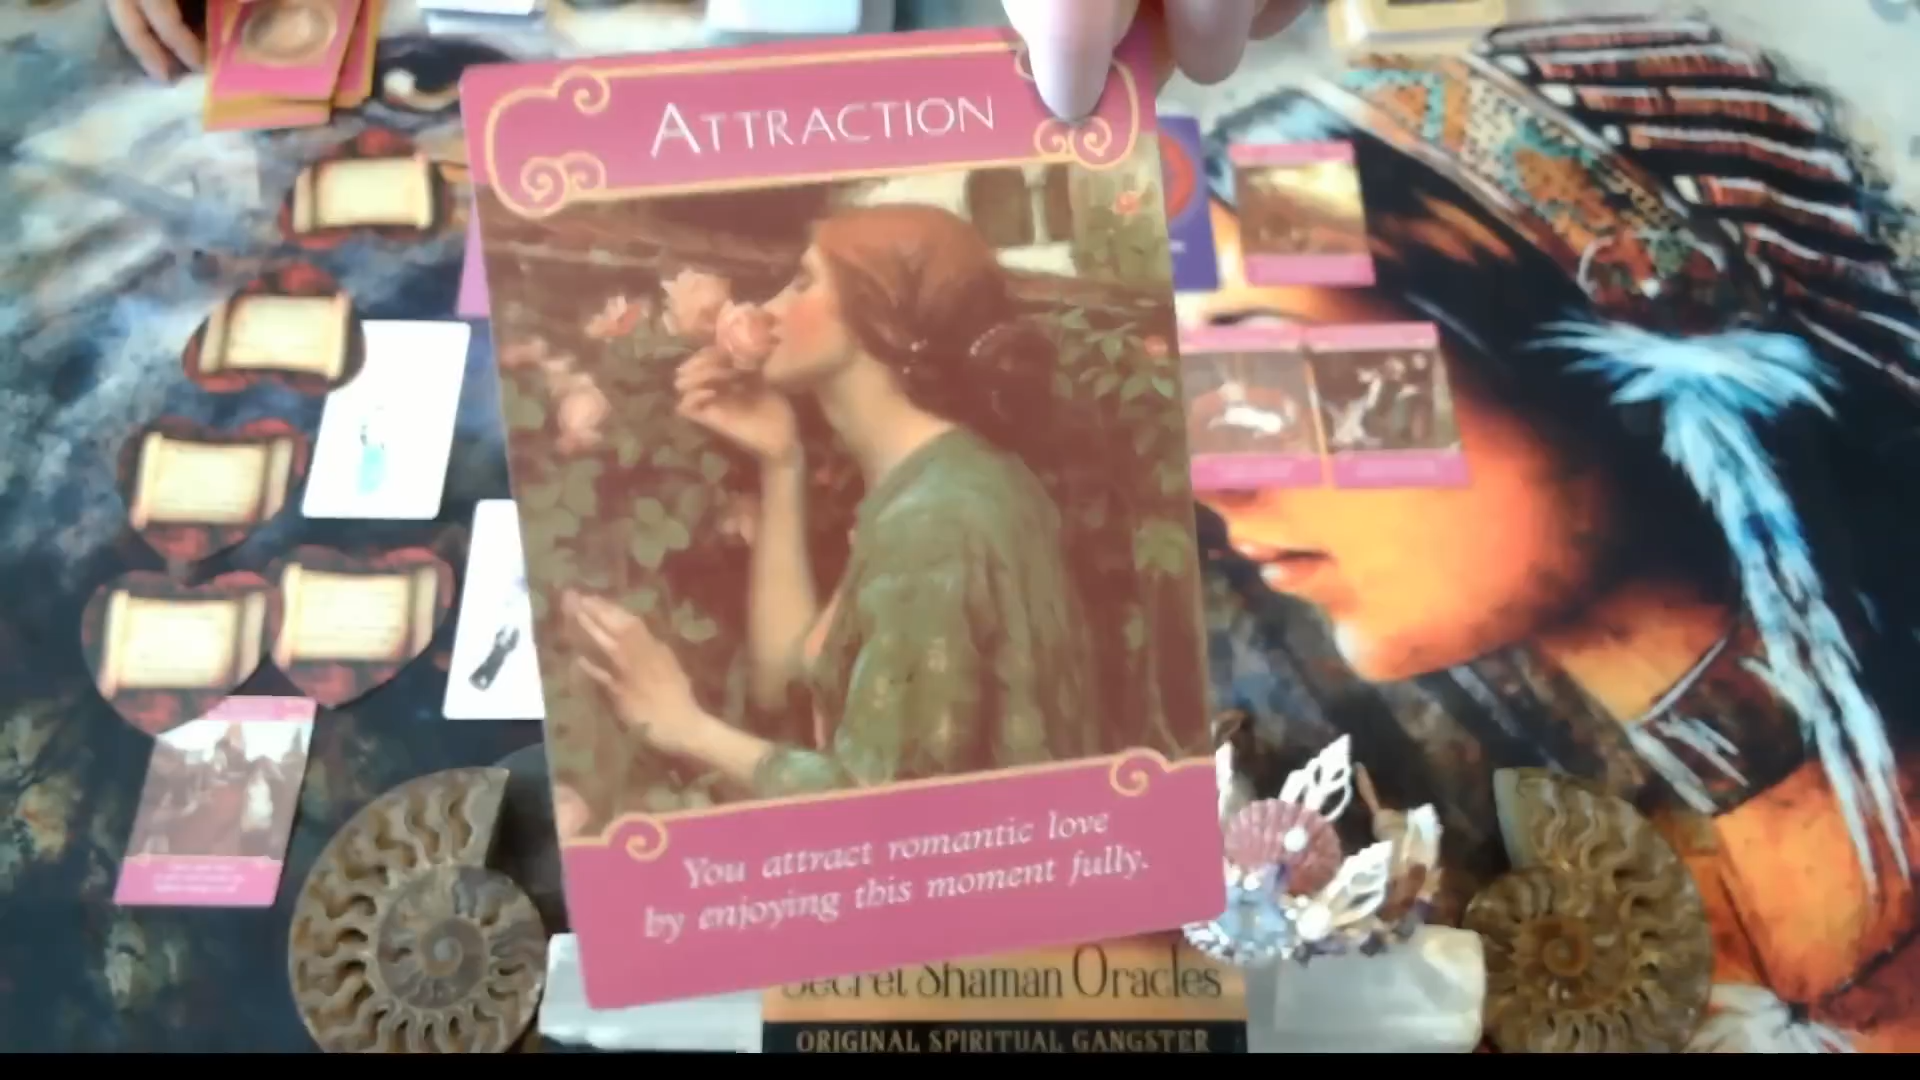 ATTRACTION
You attract romantic love
by enjoying this moment fully.
Secret Shaman Oracles
ORIGINAL SPIRITUAL GANGSTER